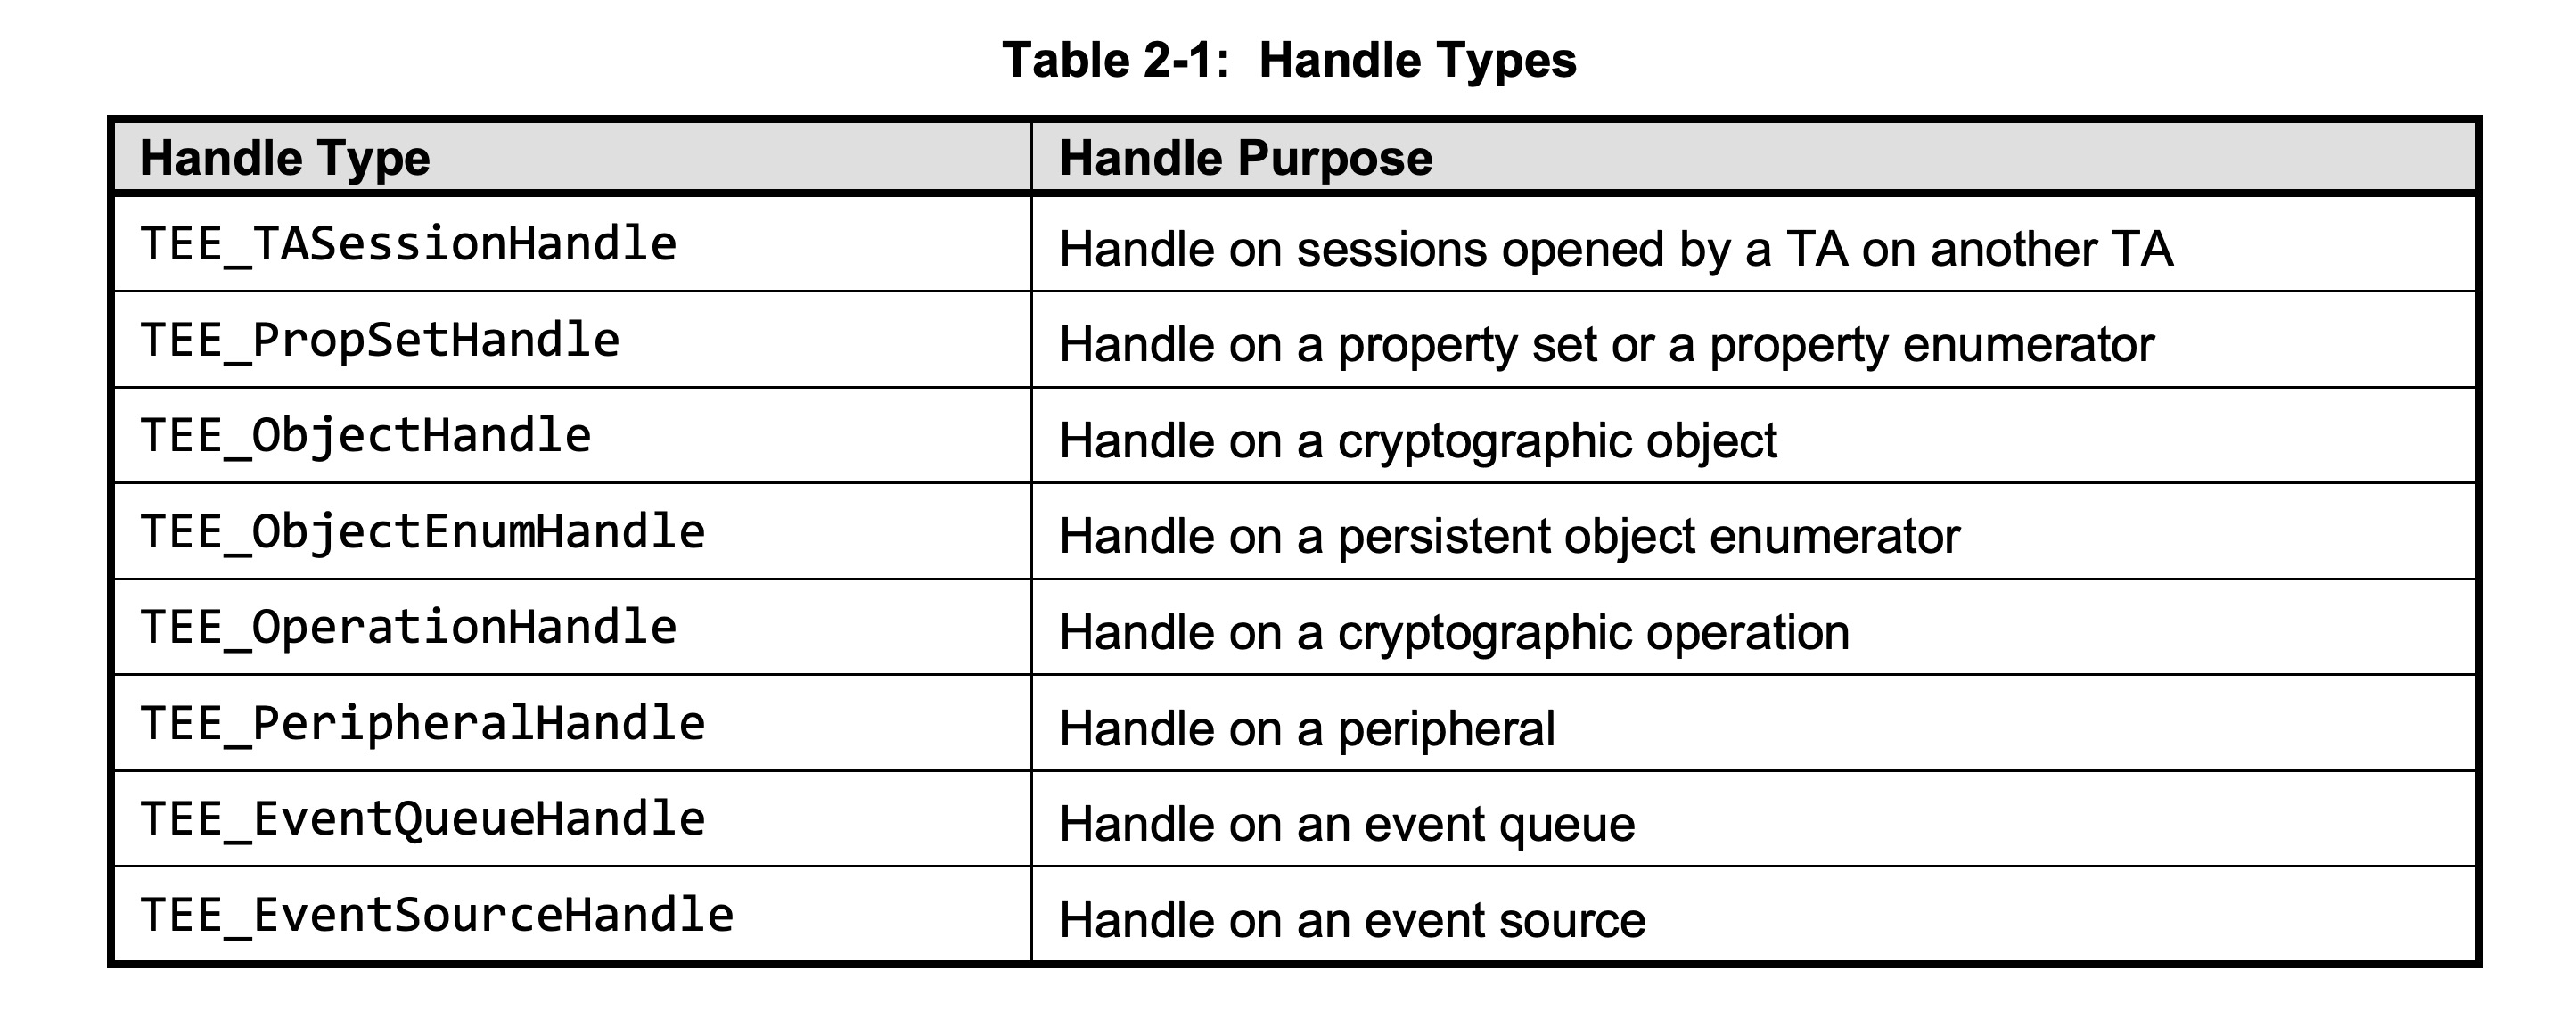 Table 2-1: Handle Types
Handle Type Handle Purpose
TEE_TASessionHandle Handle on sessions opened by a TA on another TA
TEE_PropSetHandle Handle on a property set or a property enumerator
TEE_ObjectHandle Handle on a cryptographic object
TEE_ObjectEnumHandle Handle on a persistent object enumerator
TEE_OperationHandle Handle on a cryptographic operation
TEE_PeripheralHandle Handle on a peripheral
TEE_EventQueueHandle Handle on an event queue
TEE_EventSourceHandle Handle on an event source